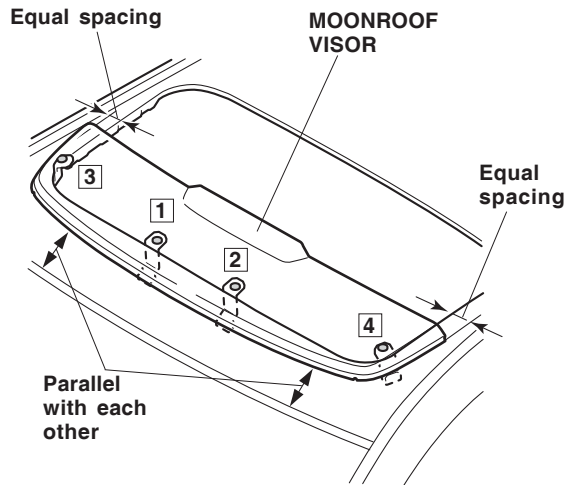 Equal spacing
MOONROOF
VISOR
Equal
spacing
3
1
2
4
Parallel
with each
other